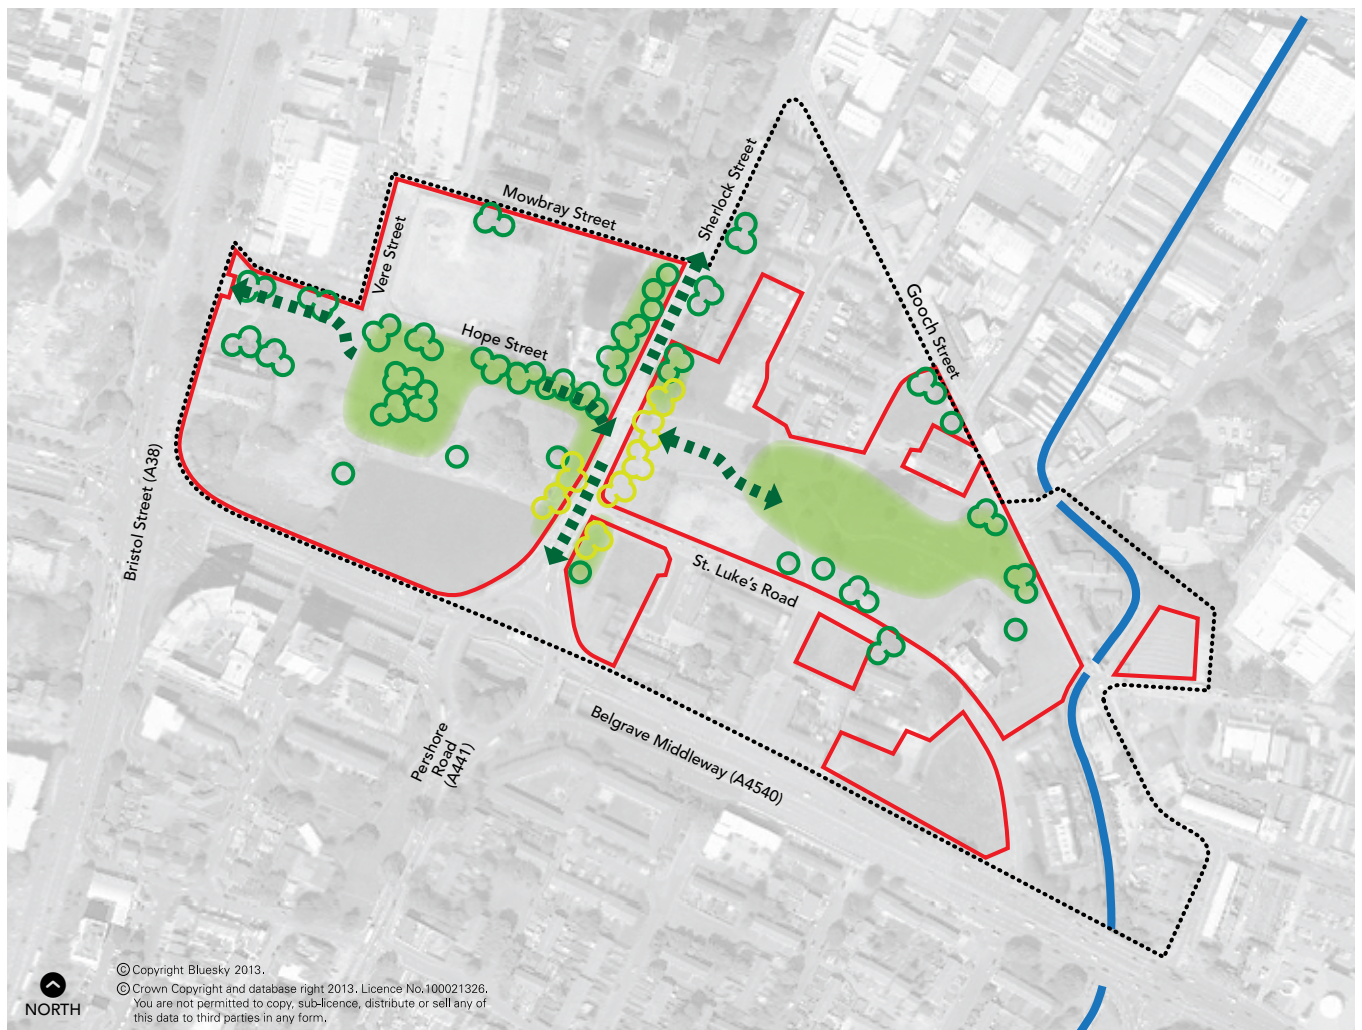 Mowbray Street
Sherlock Street
Vere Street
Gooch Street
Hope Street
Bristol Street (A38)
St. Luke's Road
Pershore
Road
(A441)
Belgrave Middleway (A4540)
NORTH
© Copyright Bluesky 2013.
© Crown Copyright and database right 2013. Licence No.100021326.
You are not permitted to copy, sub-licence, distribute or sell any of
this data to third parties in any form.